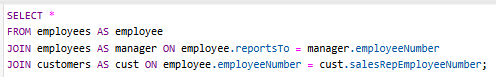 SELECT *
FROM employees AS employee
JOIN employees AS manager ON employee.reportsTo = manager.employeeNumber
JOIN customers AS cust ON employee.employeeNumber = cust.salesRepEmployeeNumber;